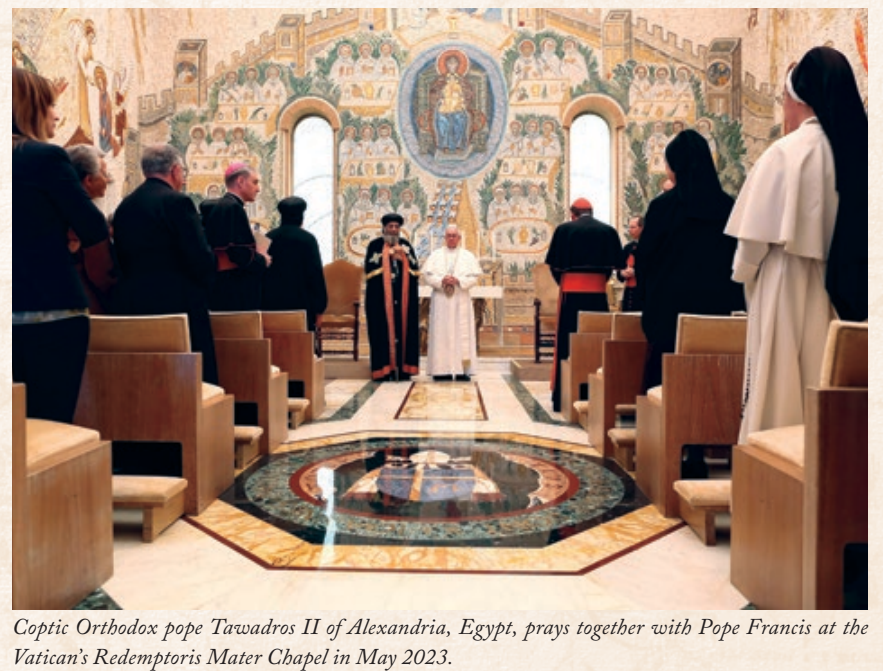 Coptic Orthodox pope Tawadros II of Alexandria, Egypt, prays together with Pope Francis at the
Vatican’s Redemptoris Mater Chapel in May 2023.